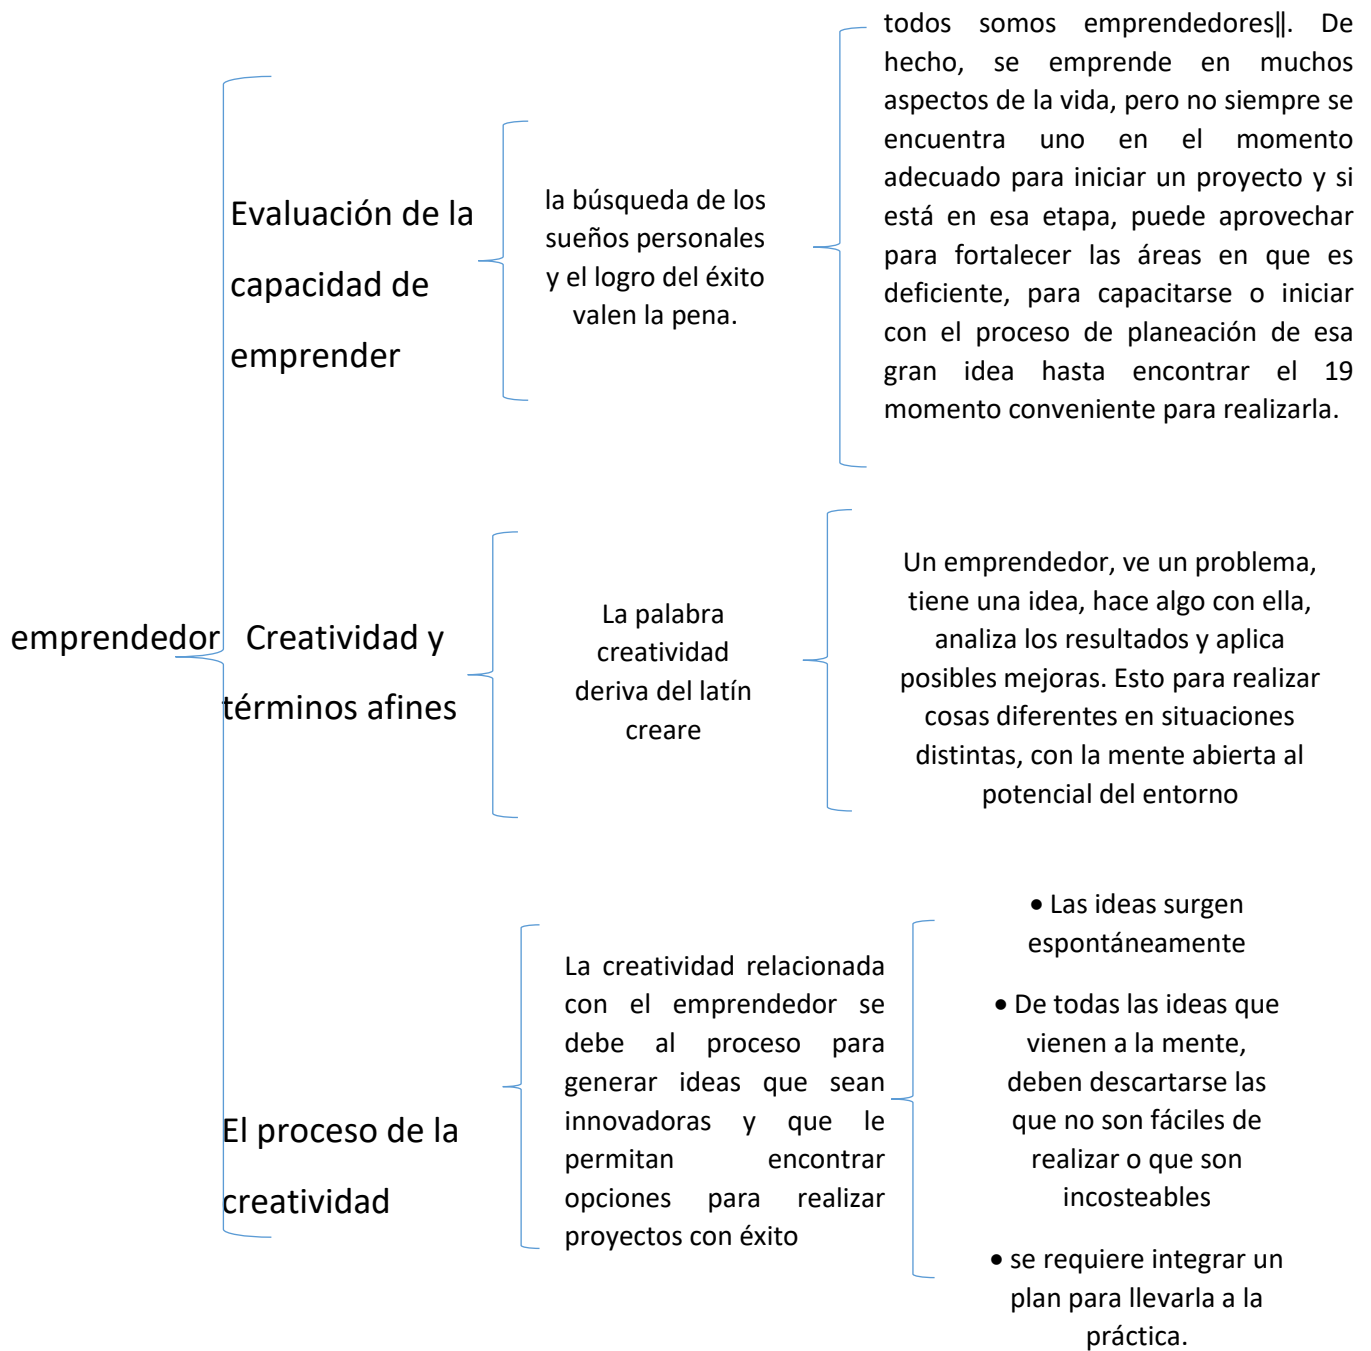 emprendedor
Evaluación de la
capacidad de
emprender
la búsqueda de los
sueños personales
y el logro del éxito
valen la pena.
todos somos emprendedores‖. De
hecho, se emprende en muchos
aspectos de la vida, pero no siempre se
encuentra uno en el momento
adecuado para iniciar un proyecto y si
está en esa etapa, puede aprovechar
para fortalecer las áreas en que es
deficiente, para capacitarse o iniciar
con el proceso de planeación de esa
gran idea hasta encontrar el 19
momento conveniente para realizarla.
Creatividad y
términos afines
La palabra
creatividad
deriva del latín
creare
Un emprendedor, ve un problema,
tiene una idea, hace algo con ella,
analiza los resultados y aplica
posibles mejoras. Esto para realizar
cosas diferentes en situaciones
distintas, con la mente abierta al
potencial del entorno
El proceso de la
creatividad
La creatividad relacionada
con el emprendedor se
debe al proceso para
generar ideas que sean
innovadoras y que le
permitan encontrar
opciones para realizar
proyectos con éxito
• Las ideas surgen
espontáneamente
• De todas las ideas que
vienen a la mente,
deben descartarse las
que no son fáciles de
realizar o que son
incosteables
• se requiere integrar un
plan para llevarla a la
práctica.